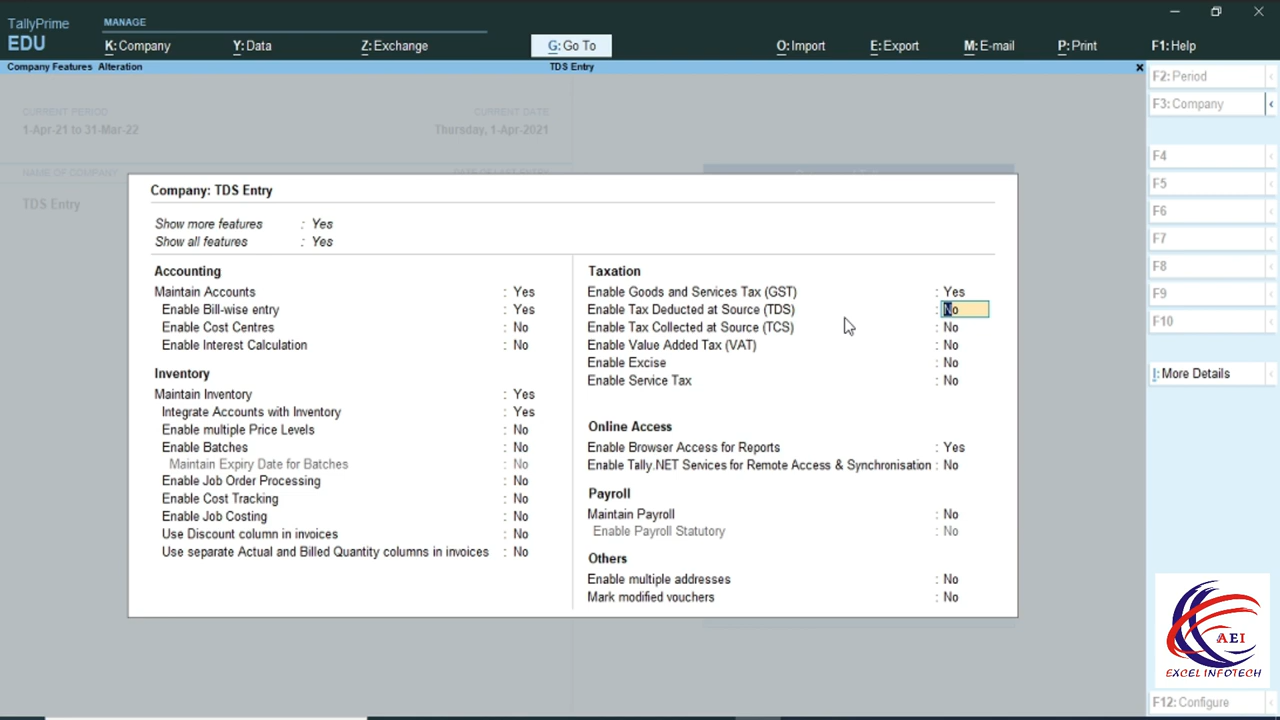 TallyPrime
EDU
MANAGE
K:Company
Y:Data
Z:Exchange
G: Go To
O:Import
E:Export
M:E-mail
P:Print
F1:Help
Company Features Alteration
TDS Entry
CURRENT PERIOD
1-Apr-21 to 31-Mar-22
CURRENT DATE
Thursday, 1-Apr-2021
NAME OF COMPANY
DATE OF LAST ENTRY
TDS Entry
Company: TDS Entry
Show more features : Yes
Show all features : Yes
Accounting
Maintain Accounts : Yes
Enable Bill-wise entry : Yes
Enable Cost Centres : No
Enable Interest Calculation : No
Inventory
Maintain Inventory : Yes
Integrate Accounts with Inventory : Yes
Enable multiple Price Levels : No
Enable Batches : No
Maintain Expiry Date for Batches : No
Enable Job Order Processing : No
Enable Cost Tracking : No
Enable Job Costing : No
Use Discount column in invoices : No
Use separate Actual and Billed Quantity columns in invoices : No
Taxation
Enable Goods and Services Tax (GST) : Yes
Enable Tax Deducted at Source (TDS) : No
Enable Tax Collected at Source (TCS) : No
Enable Value Added Tax (VAT) : No
Enable Excise : No
Enable Service Tax : No
Online Access
Enable Browser Access for Reports : Yes
Enable Tally.NET Services for Remote Access & Synchronisation : No
Payroll
Maintain Payroll : No
Enable Payroll Statutory : No
Others
Enable multiple addresses : No
Mark modified vouchers : No
F2: Period
F3: Company
F4
F5
F6
F7
F8
F9
F10
I: More Details
F12: Configure
AEI
EXCEL INFOTECH